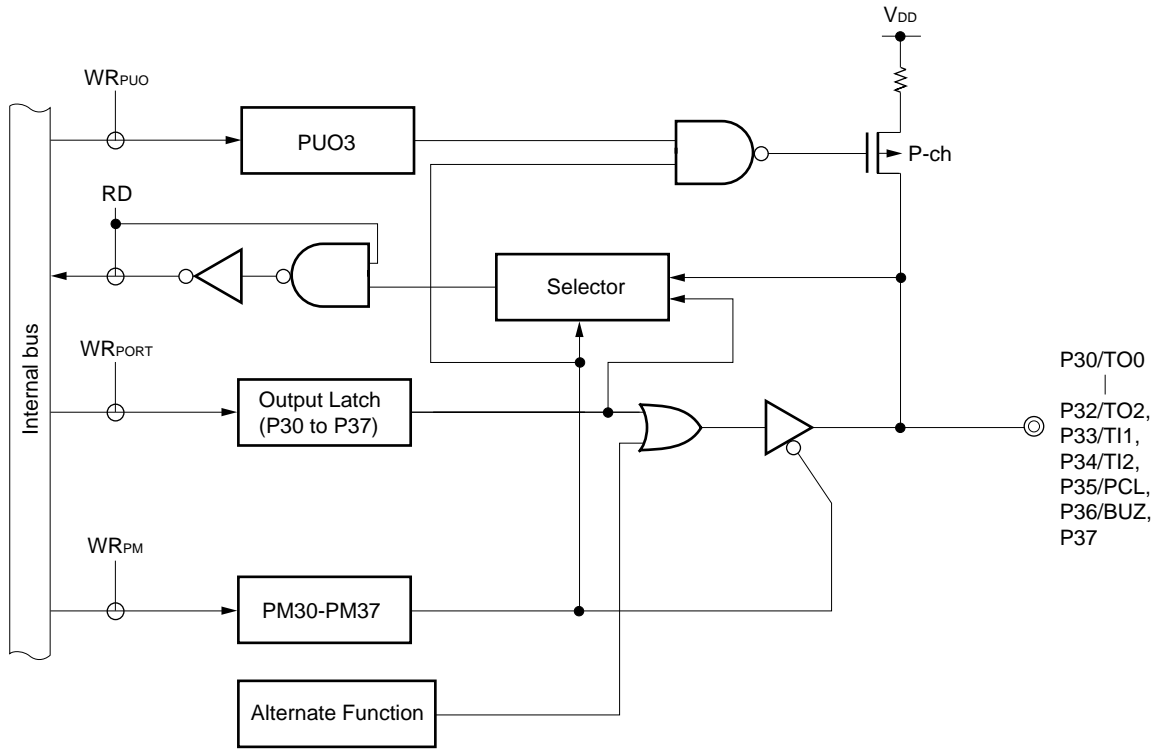 VDD
WRPUO
PUO3
P-ch
RD
Selector
Internal bus
WRPORT
Output Latch
(P30 to P37)
P30/TO0
P32/TO2,
P33/TI1,
P34/TI2,
P35/PCL,
P36/BUZ,
P37
WRPM
PM30-PM37
Alternate Function